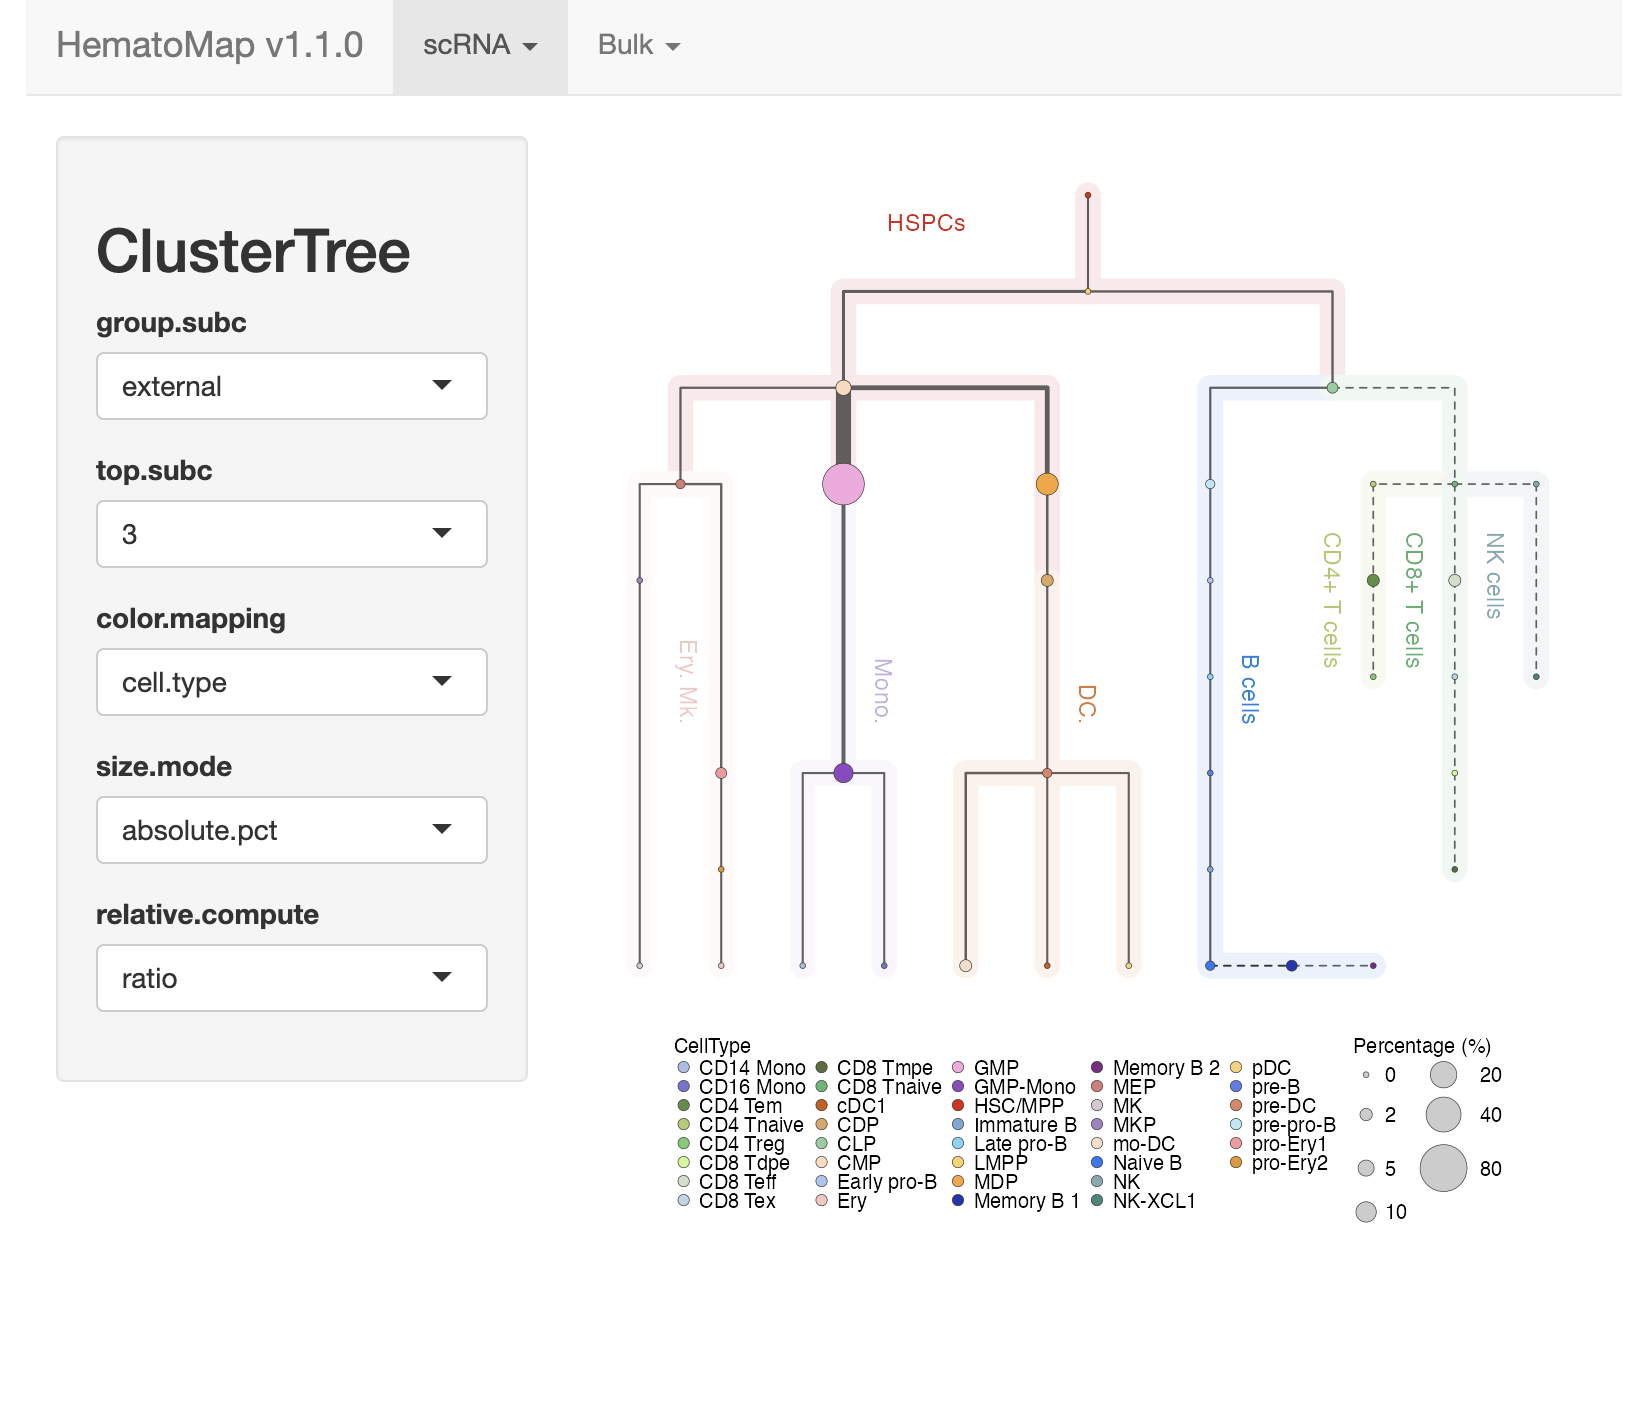 HematoMap v1.1.0 scRNA Bulk
ClusterTree
group.subc
external
top.subc
3
color.mapping
cell.type
size.mode
absolute.pct
relative.compute
ratio
HSPCs
Ery. Mk.
Mono.
DC.
B cells
CD4+ T cells
CD8+ T cells
NK cells
CellType
CD14 Mono
CD16 Mono
CD4 Tem
CD4 Tnaive
CD4 Treg
CD8 Tdpe
CD8 Teff
CD8 Tex
CD8 Tmpe
CD8 Tnaive
cDC1
CDP
CLP
CMP
Early pro-B
Ery
GMP
GMP-Mono
HSC/MPP
Immature B
Late pro-B
LMPP
MDP
Memory B 1
Memory B 2
MEP
MK
MKP
mo-DC
Naive B
NK
NK-XCL1
pDC
pre-B
pre-DC
pre-pro-B
pro-Ery1
pro-Ery2
Percentage (%)
0
2
5
10
20
40
80